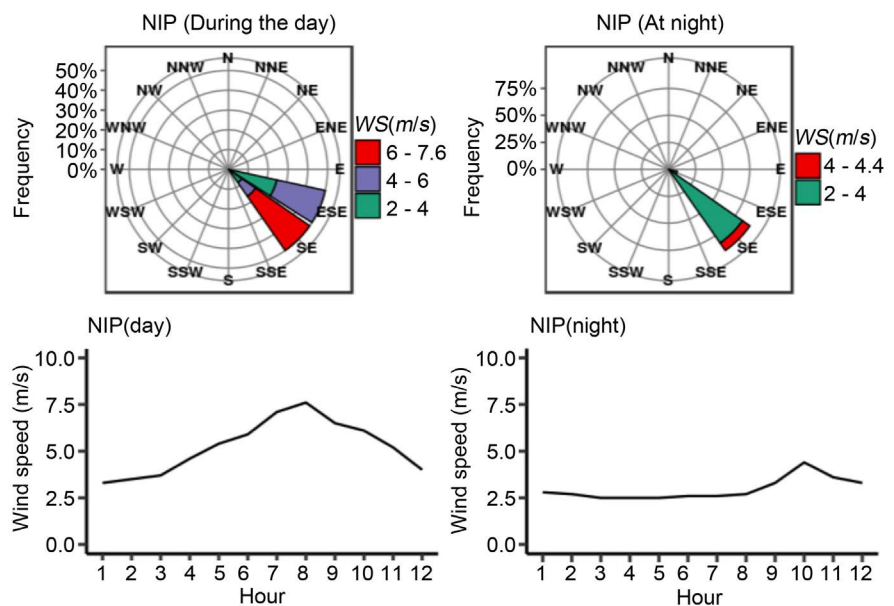 NIP (During the day)
NIP (At night)
Frequency
50%
40%
30%
20%
10%
0%
N
NNE
NE
ENE
E
ESE
SE
SSE
S
SSW
SW
WSW
W
WNW
NW
NNW
WS(m/s)
6 - 7.6
4 - 6
2 - 4
Frequency
75%
50%
25%
0%
N
NNE
NE
ENE
E
ESE
SE
SSE
S
SSW
SW
WSW
W
WNW
NW
NNW
WS(m/s)
4 - 4.4
2 - 4
NIP(day)
Wind speed (m/s)
10.0
7.5
5.0
2.5
0.0
1 2 3 4 5 6 7 8 9 10 11 12
Hour
NIP(night)
Wind speed (m/s)
10.0
7.5
5.0
2.5
0.0
1 2 3 4 5 6 7 8 9 10 11 12
Hour